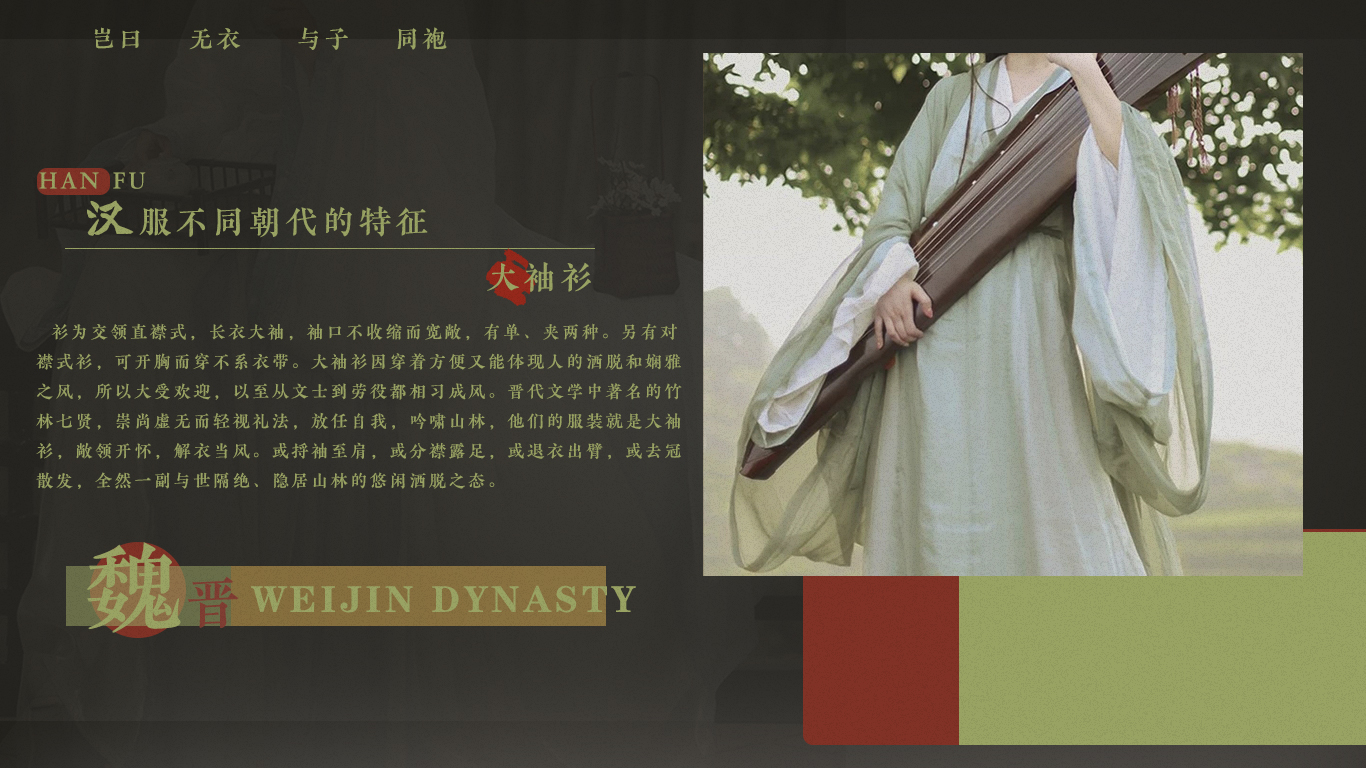 岂曰 无衣 与子 同袍
HAN FU
汉服不同朝代的特征
大袖衫
衫为交领直襟式，长衣大袖，袖口不收缩而宽敞，有单、夹两种。另有对
襟式衫，可开胸而穿不系衣带。大袖衫因穿着方便又能体现人的洒脱和娴雅
之风，所以大受欢迎，以至从文士到劳役都相习成风。晋代文学中著名的竹
林七贤，崇尚虚无而轻视礼法，放任自我，吟啸山林，他们的服装就是大袖
衫，敞领开怀，解衣当风。或捋袖至肩，或分襟露足，或退衣出臂，或去冠
散发，全然一副与世隔绝、隐居山林的悠闲洒脱之态。
魏晋 WEIJIN DYNASTY